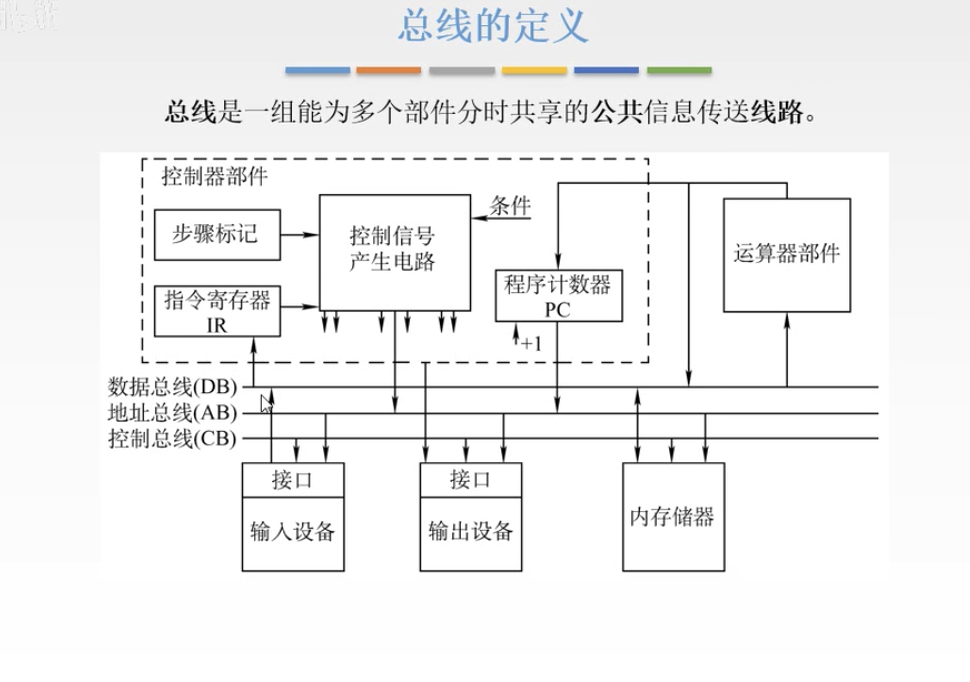 总线的定义
总线是一组能为多个部件分时共享的公共信息传送线路。
控制器部件
步骤标记
控制信号
产生电路
条件
运算器部件
指令寄存器
IR
程序计数器
PC
+1
数据总线(DB)
地址总线(AB)
控制总线(CB)
接口
输入设备
接口
输出设备
内存储器